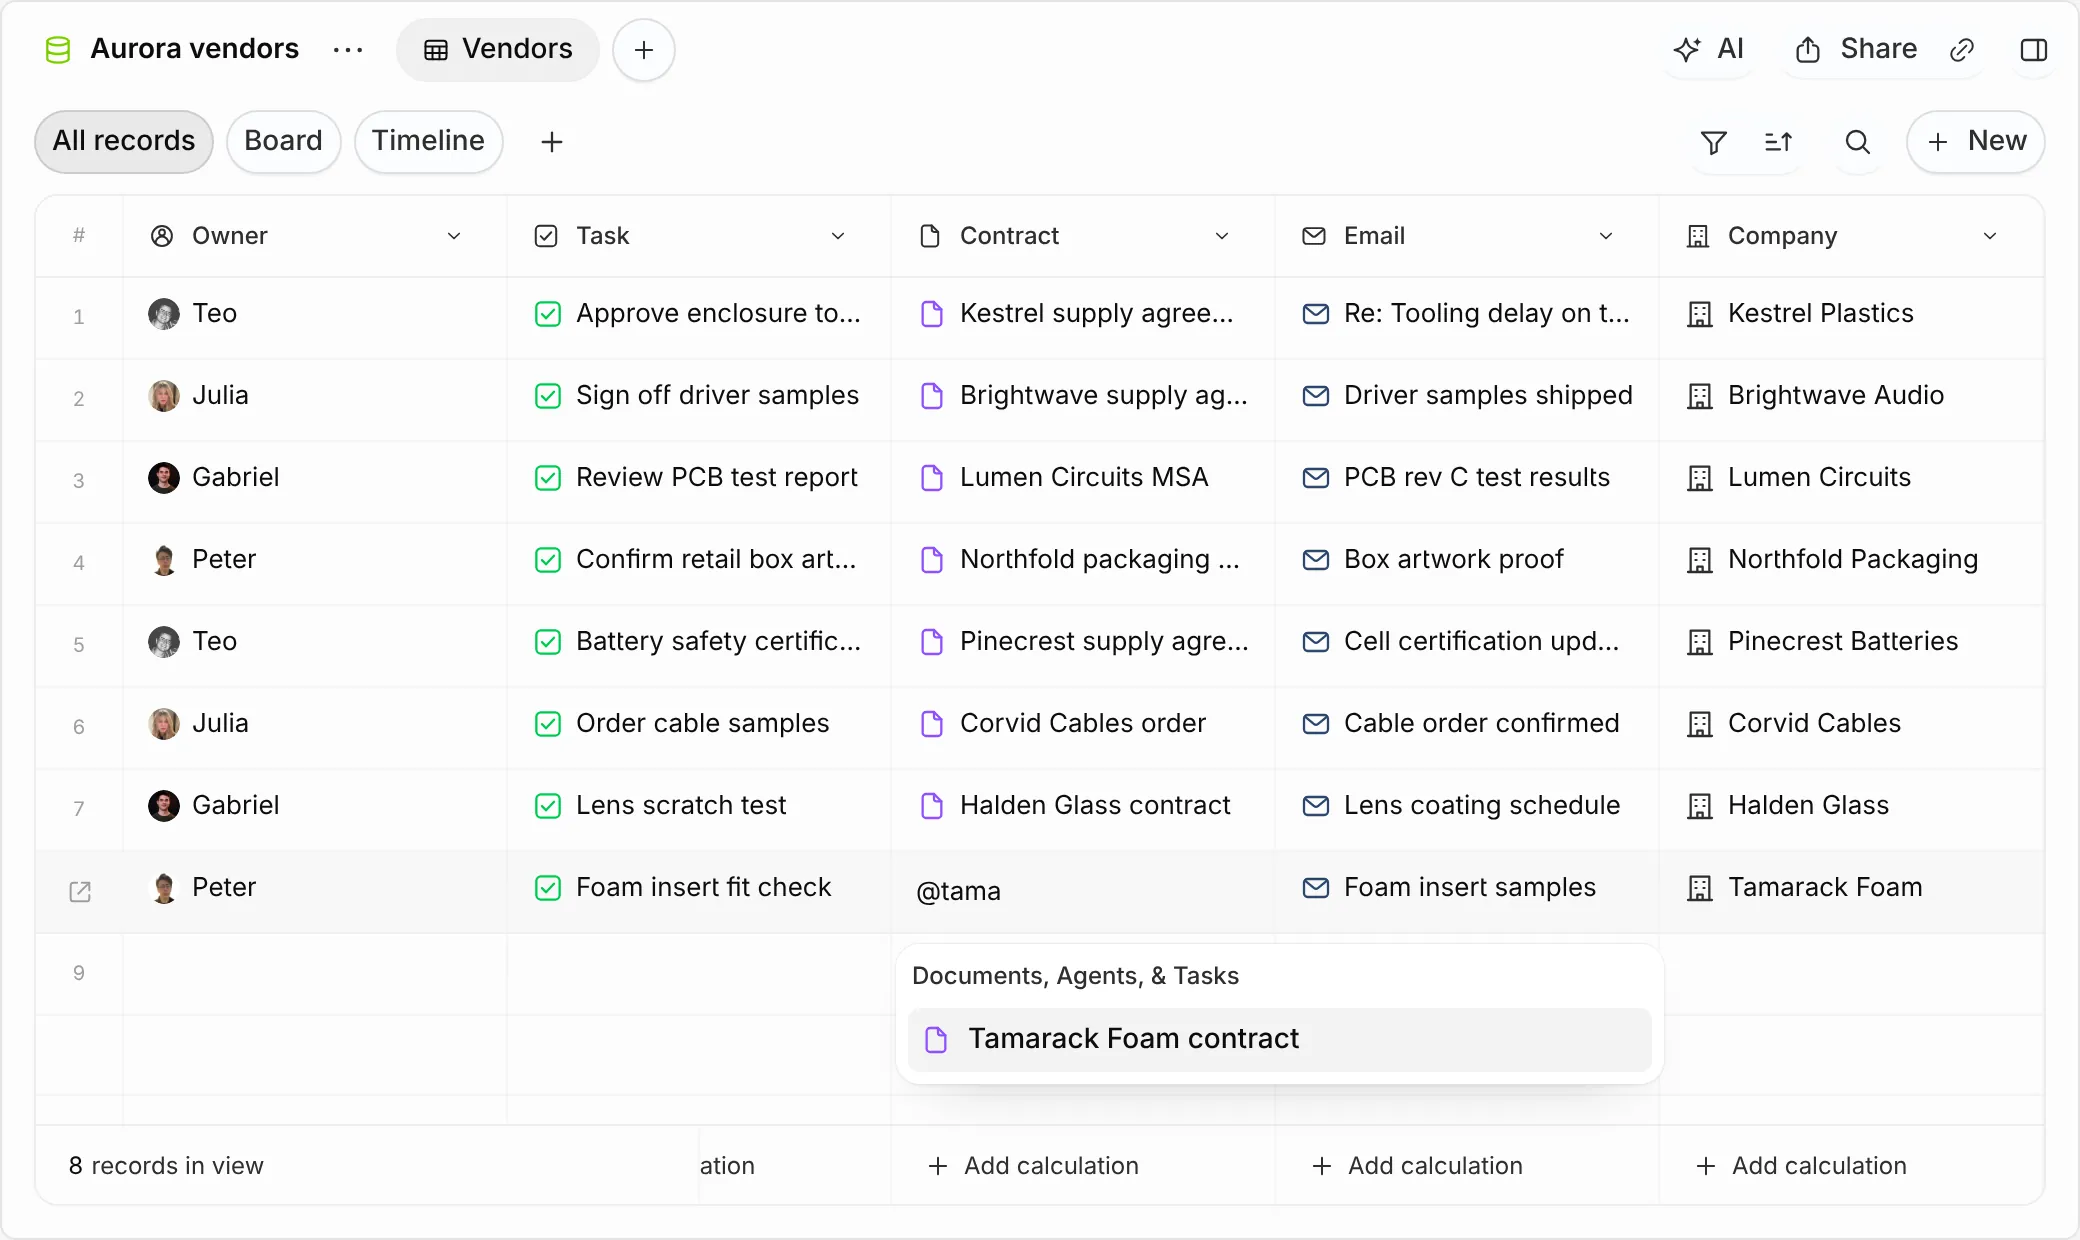 Aurora vendors ... Vendors + AI Share
All records Board Timeline + + New
# Owner Task Contract Email Company
1 Teo Approve enclosure to... Kestrel supply agree... Re: Tooling delay on t... Kestrel Plastics
2 Julia Sign off driver samples Brightwave supply ag... Driver samples shipped Brightwave Audio
3 Gabriel Review PCB test report Lumen Circuits MSA PCB rev C test results Lumen Circuits
4 Peter Confirm retail box art... Northfold packaging ... Box artwork proof Northfold Packaging
5 Teo Battery safety certific... Pinecrest supply agre... Cell certification upd... Pinecrest Batteries
6 Julia Order cable samples Corvid Cables order Cable order confirmed Corvid Cables
7 Gabriel Lens scratch test Halden Glass contract Lens coating schedule Halden Glass
Peter Foam insert fit check @tama Foam insert samples Tamarack Foam
9
Documents, Agents, & Tasks
Tamarack Foam contract
8 records in view ation + Add calculation + Add calculation + Add calculation